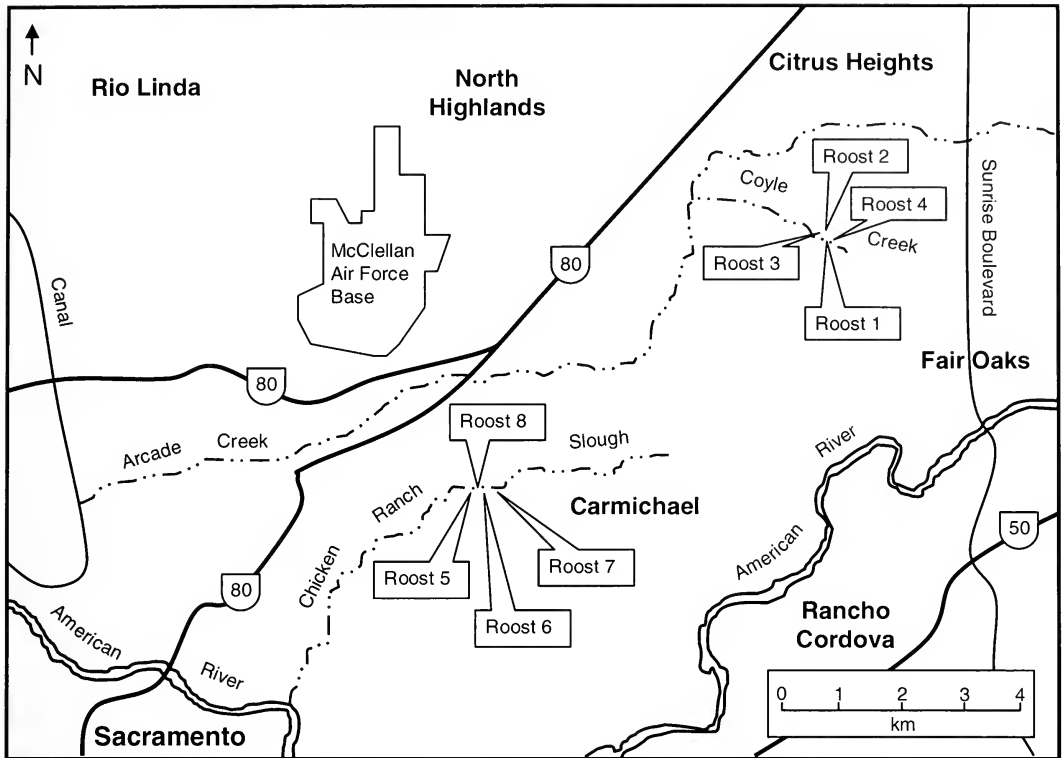 N
Rio Linda
North
Highlands
Citrus Heights
Roost 2
Coyle
Roost 4
Creek
Roost 3
Roost 1
Sunrise Boulevard
McClellan
Air Force
Base
80
Canal
80
Fair Oaks
Arcade
Creek
Roost 8
Slough
Ranch
Carmichael
River
50
Roost 5
Roost 7
Chicken
80
Roost 6
American
Rancho
Cordova
American
River
Sacramento
0 1 2 3 4
km